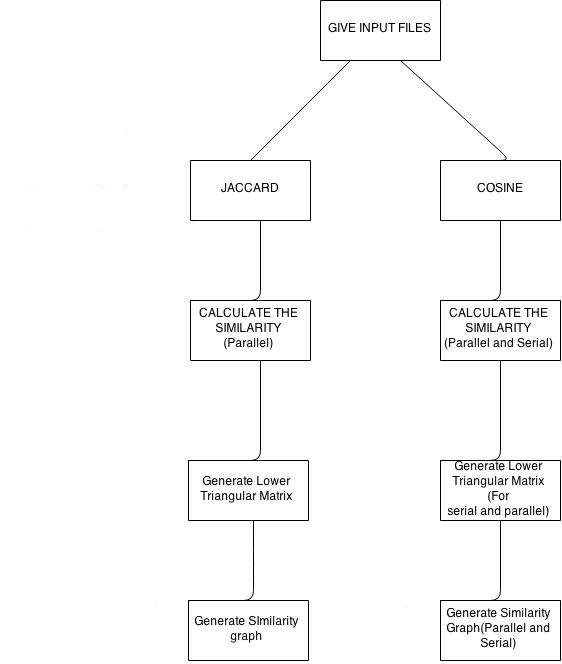 GIVE INPUT FILES
JACCARD
COSINE
CALCULATE THE
SIMILARITY
(Parallel)
CALCULATE THE
SIMILARITY
(Parallel and Serial)
Generate Lower
Triangular Matrix
Generate Lower
Triangular Matrix
(For
serial and parallel)
Generate SImilarity
graph
Generate Similarity
Graph(Parallel and
Serial)